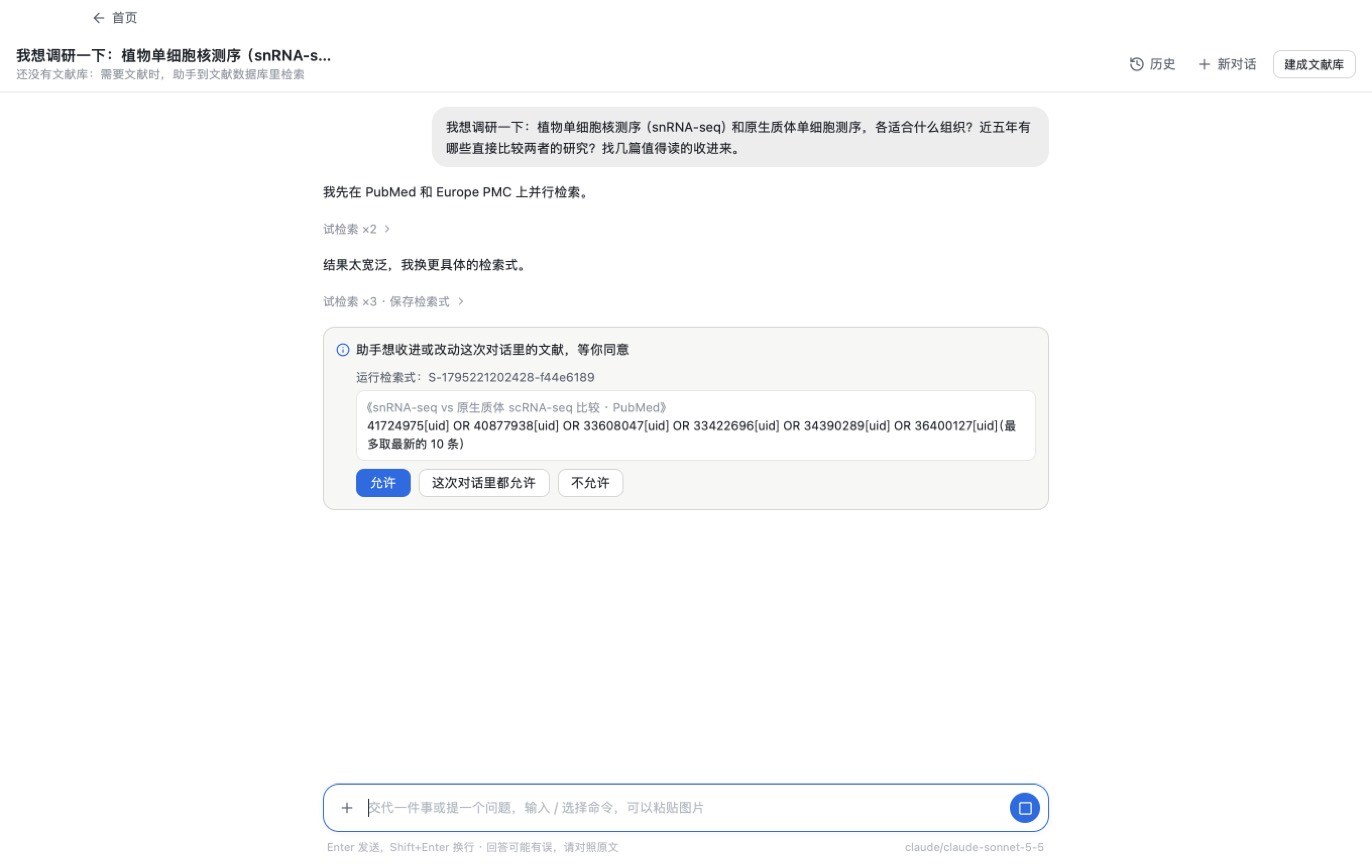 首页
我想调研一下：植物单细胞核测序（snRNA-s...
还没有文献库：需要文献时，助手到文献数据库里检索
历史
新对话
建成文献库
我想调研一下：植物单细胞核测序（snRNA-seq）和原生质体单细胞测序，各适合什么组织？近五年有
哪些直接比较两者的研究？找几篇值得读的收进来。
我先在 PubMed 和 Europe PMC 上并行检索。
试检索 ×2
结果太宽泛，我换更具体的检索式。
试检索 ×3 · 保存检索式
助手想收进或改动这次对话里的文献，等你同意
运行检索式：S-1795221202428-f44e6189
《snRNA-seq vs 原生质体 scRNA-seq 比较 · PubMed》
41724975[uid] OR 40877938[uid] OR 33608047[uid] OR 33422696[uid] OR 34390289[uid] OR 36400127[uid]（最
多取最新的 10 条）
允许
这次对话里都允许
不允许
交代一件事或提一个问题，输入 / 选择命令，可以粘贴图片
Enter 发送，Shift+Enter 换行 · 回答可能有误，请对照原文
claude/claude-sonnet-5-5